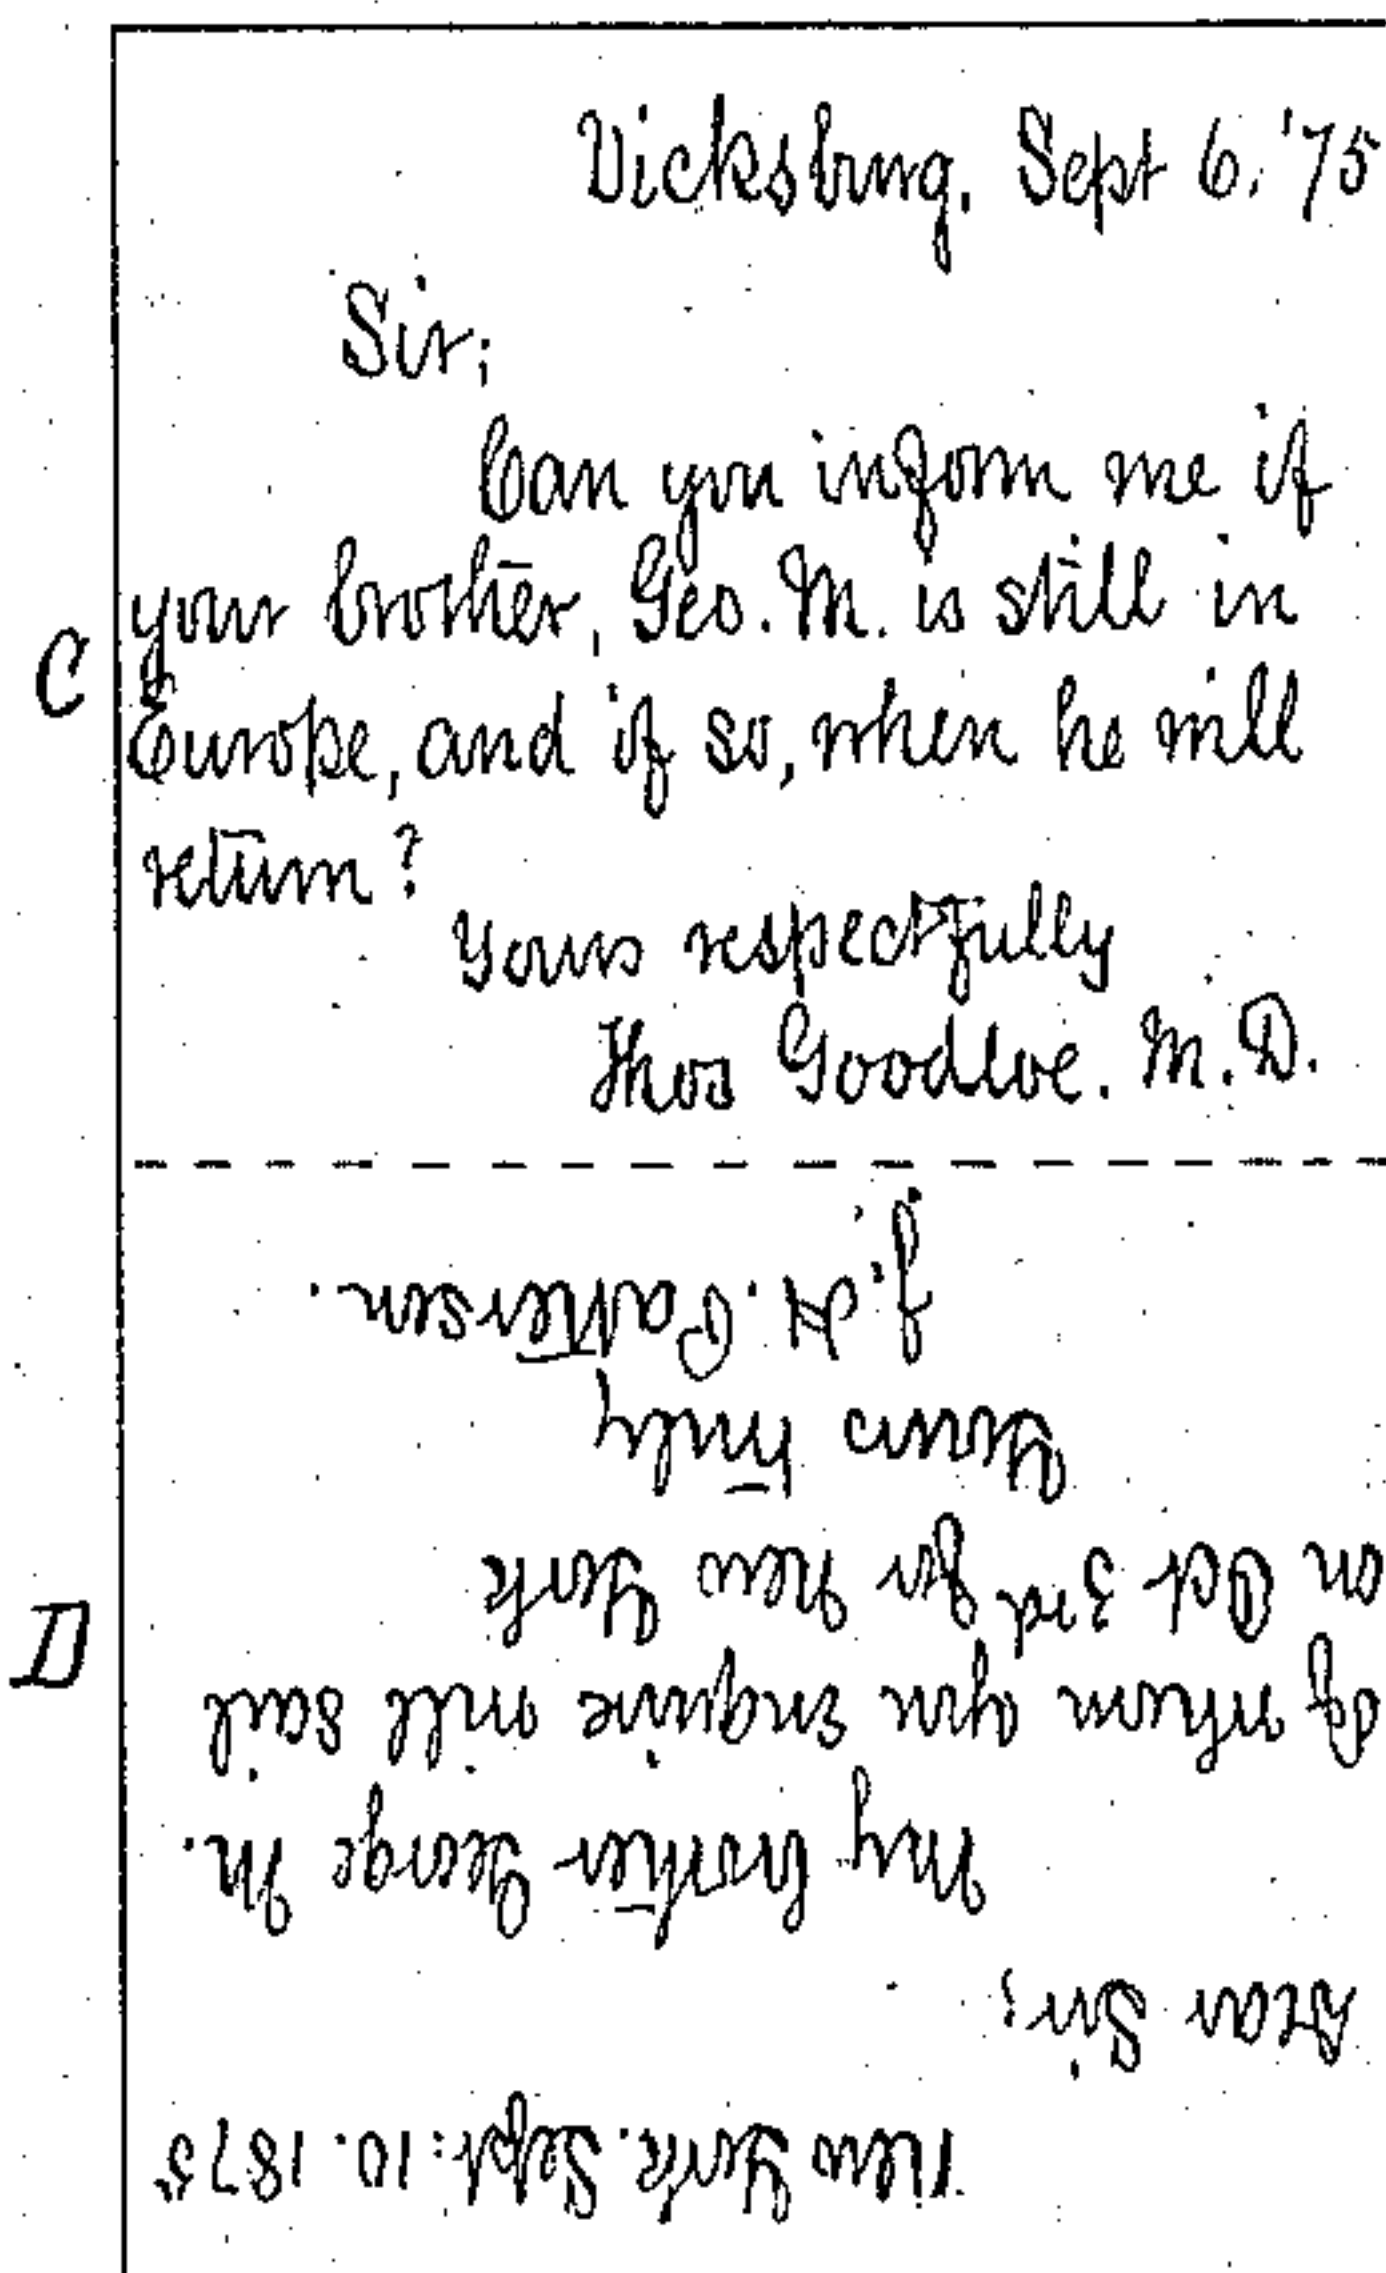 Vicksburg, Sept 6, '75
Sir;
Can you inform me if
your brother, Geo. M. is still in
Europe, and if so, when he will
return?
Yours respectfully
Thos Goodloe. M.D.
C
D
New York. Sept: 10. 1875
Dear Sir;
My brother George M.
of whom you enquire will sail
on Oct 3rd for New York
Yours truly
J. H. Patterson.